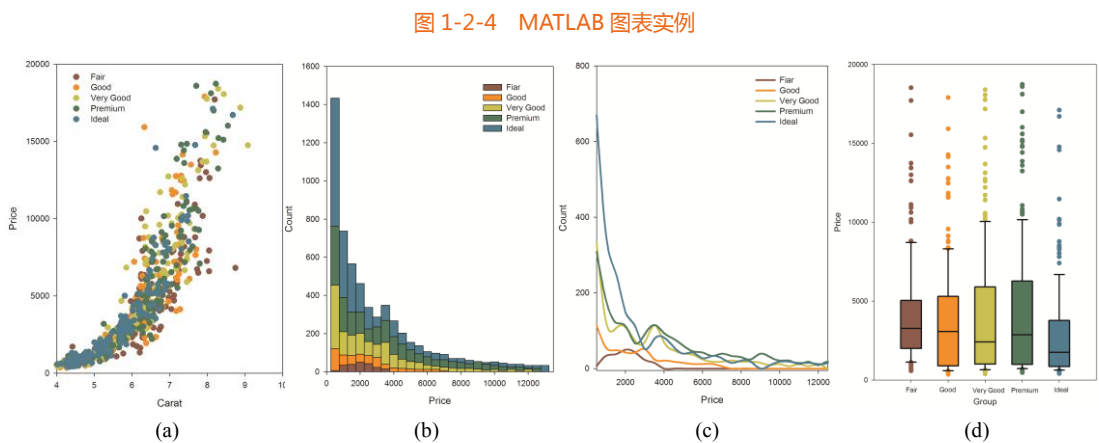 图 1-2-4 MATLAB 图表实例
20000
15000
10000
5000
0
Price
4 5 6 7 8 9 10
Carat
Fair
Good
Very Good
Premium
Ideal
(a)
1600
1400
1200
1000
800
600
400
200
0
Count
0 2000 4000 6000 8000 10000 12000
Price
Fiar
Good
Very Good
Premium
Ideal
(b)
800
600
400
200
0
Count
2000 4000 6000 8000 10000 12000
Price
Fiar
Good
Very Good
Premium
Ideal
(c)
20000
15000
10000
5000
0
Price
Fair Good Very Good Premium Ideal
Group
(d)